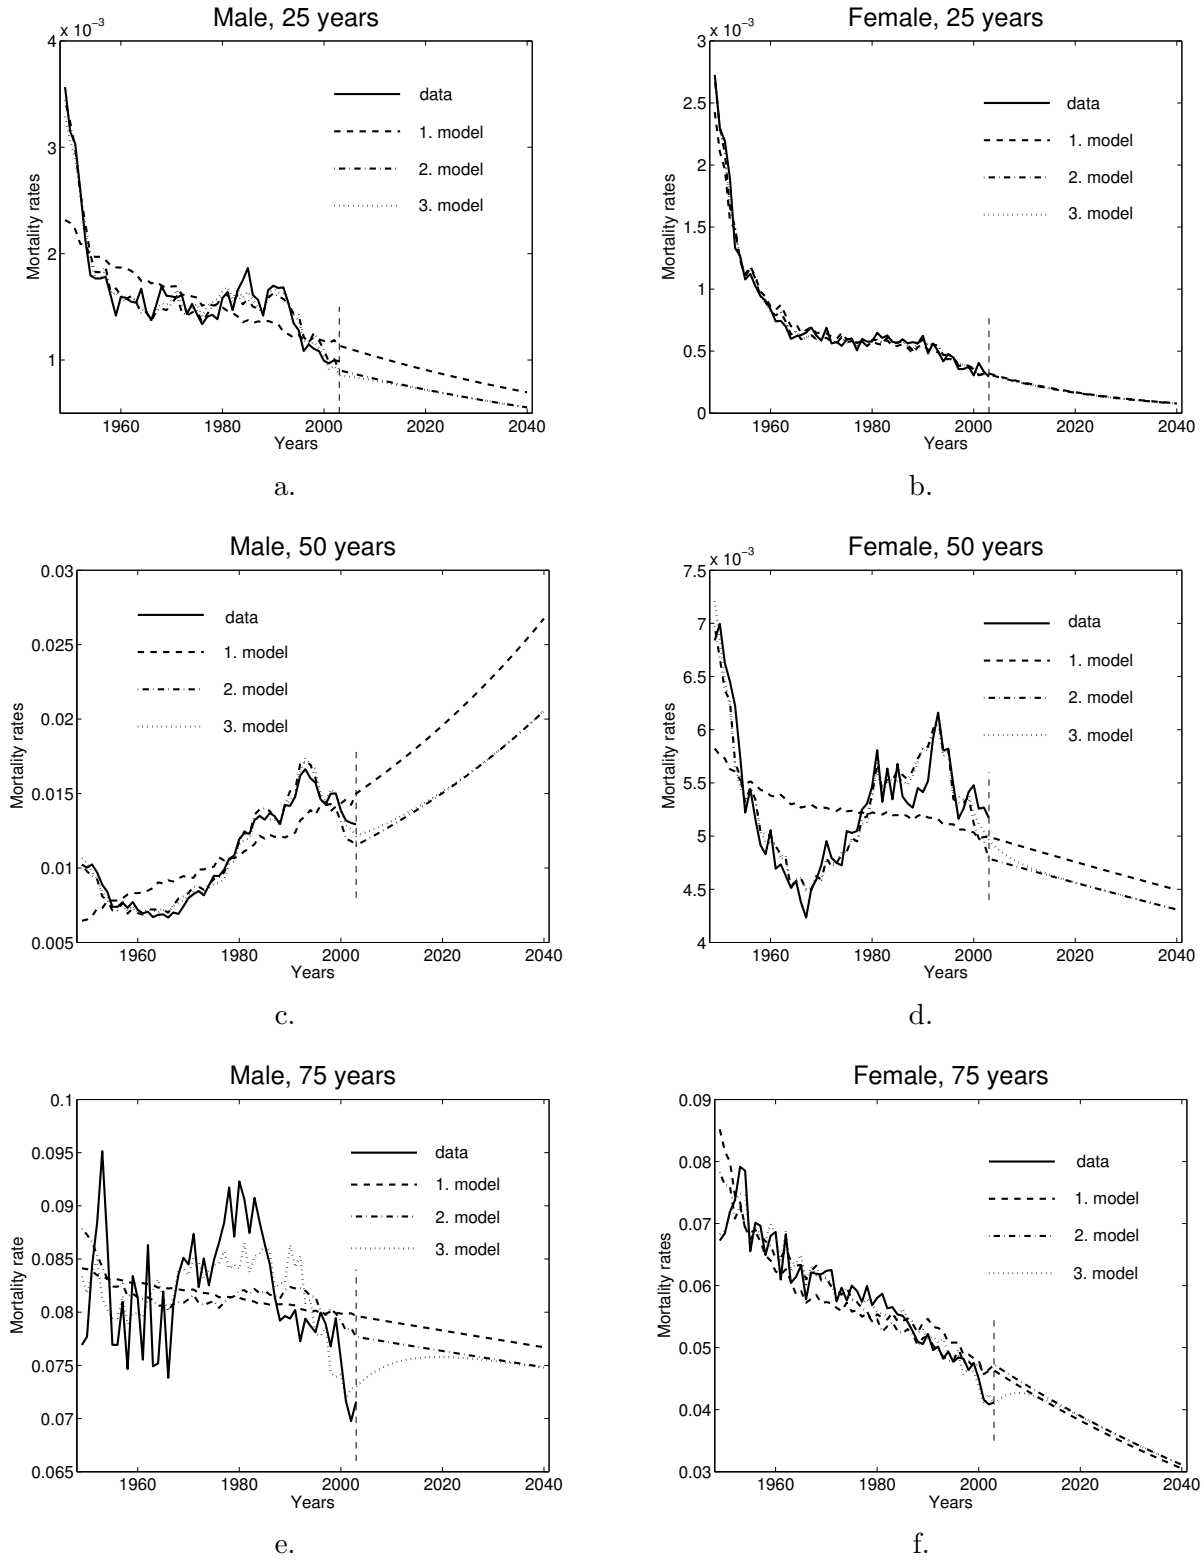 Male, 25 years
x 10⁻³
4
3
2
1
Mortality rates
data
1. model
2. model
3. model
1960 1980 2000 2020 2040
Years
a.
Female, 25 years
x 10⁻³
3
2.5
2
1.5
1
0.5
0
Mortality rates
data
1. model
2. model
3. model
1960 1980 2000 2020 2040
Years
b.
Male, 50 years
0.03
0.025
0.02
0.015
0.01
0.005
Mortality rates
data
1. model
2. model
3. model
1960 1980 2000 2020 2040
Years
c.
Female, 50 years
x 10⁻³
7.5
7
6.5
6
5.5
5
4.5
4
Mortality rates
data
1. model
2. model
3. model
1960 1980 2000 2020 2040
Years
d.
Male, 75 years
0.1
0.095
0.09
0.085
0.08
0.075
0.07
0.065
Mortality rate
data
1. model
2. model
3. model
1960 1980 2000 2020 2040
Years
e.
Female, 75 years
0.09
0.08
0.07
0.06
0.05
0.04
0.03
Mortality rates
data
1. model
2. model
3. model
1960 1980 2000 2020 2040
Years
f.